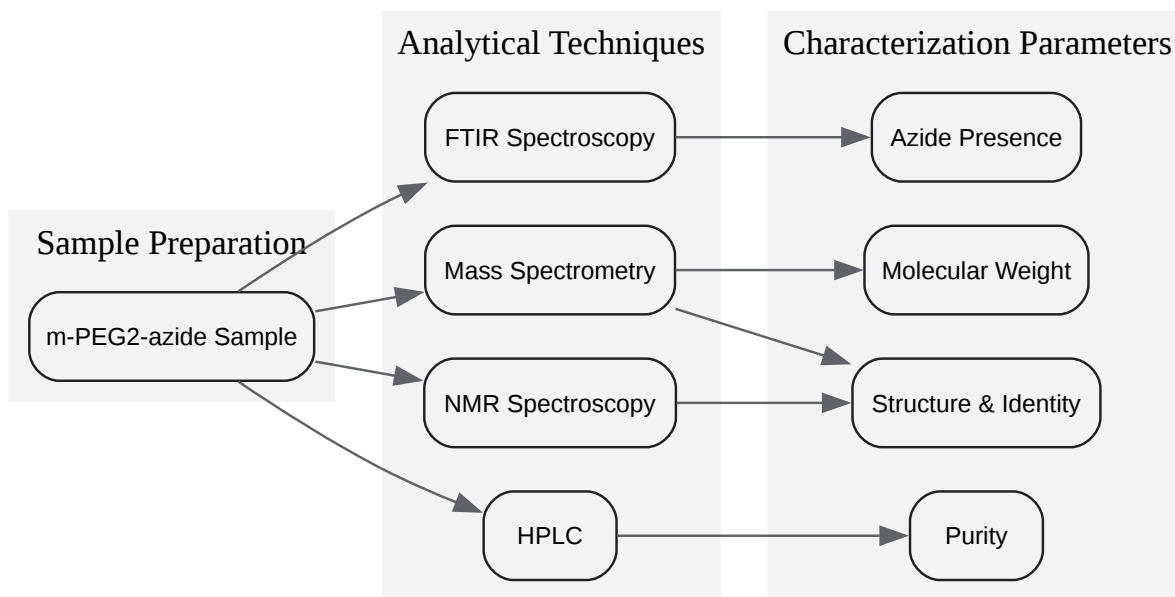 Analytical Techniques
Characterization Parameters
FTIR Spectroscopy
Azide Presence
Sample Preparation
Mass Spectrometry
Molecular Weight
m-PEG2-azide Sample
NMR Spectroscopy
Structure & Identity
HPLC
Purity